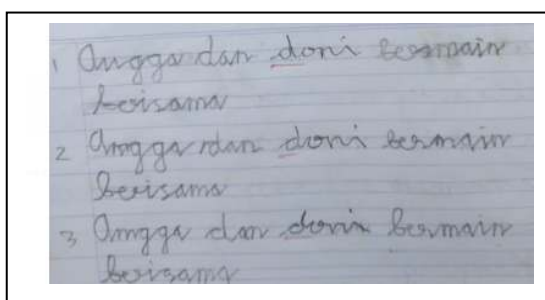 1 Angga dan doni bermain
bersama
2 Angga dan doni bermain
bersama
3 Angga dan doni bermain
bersama